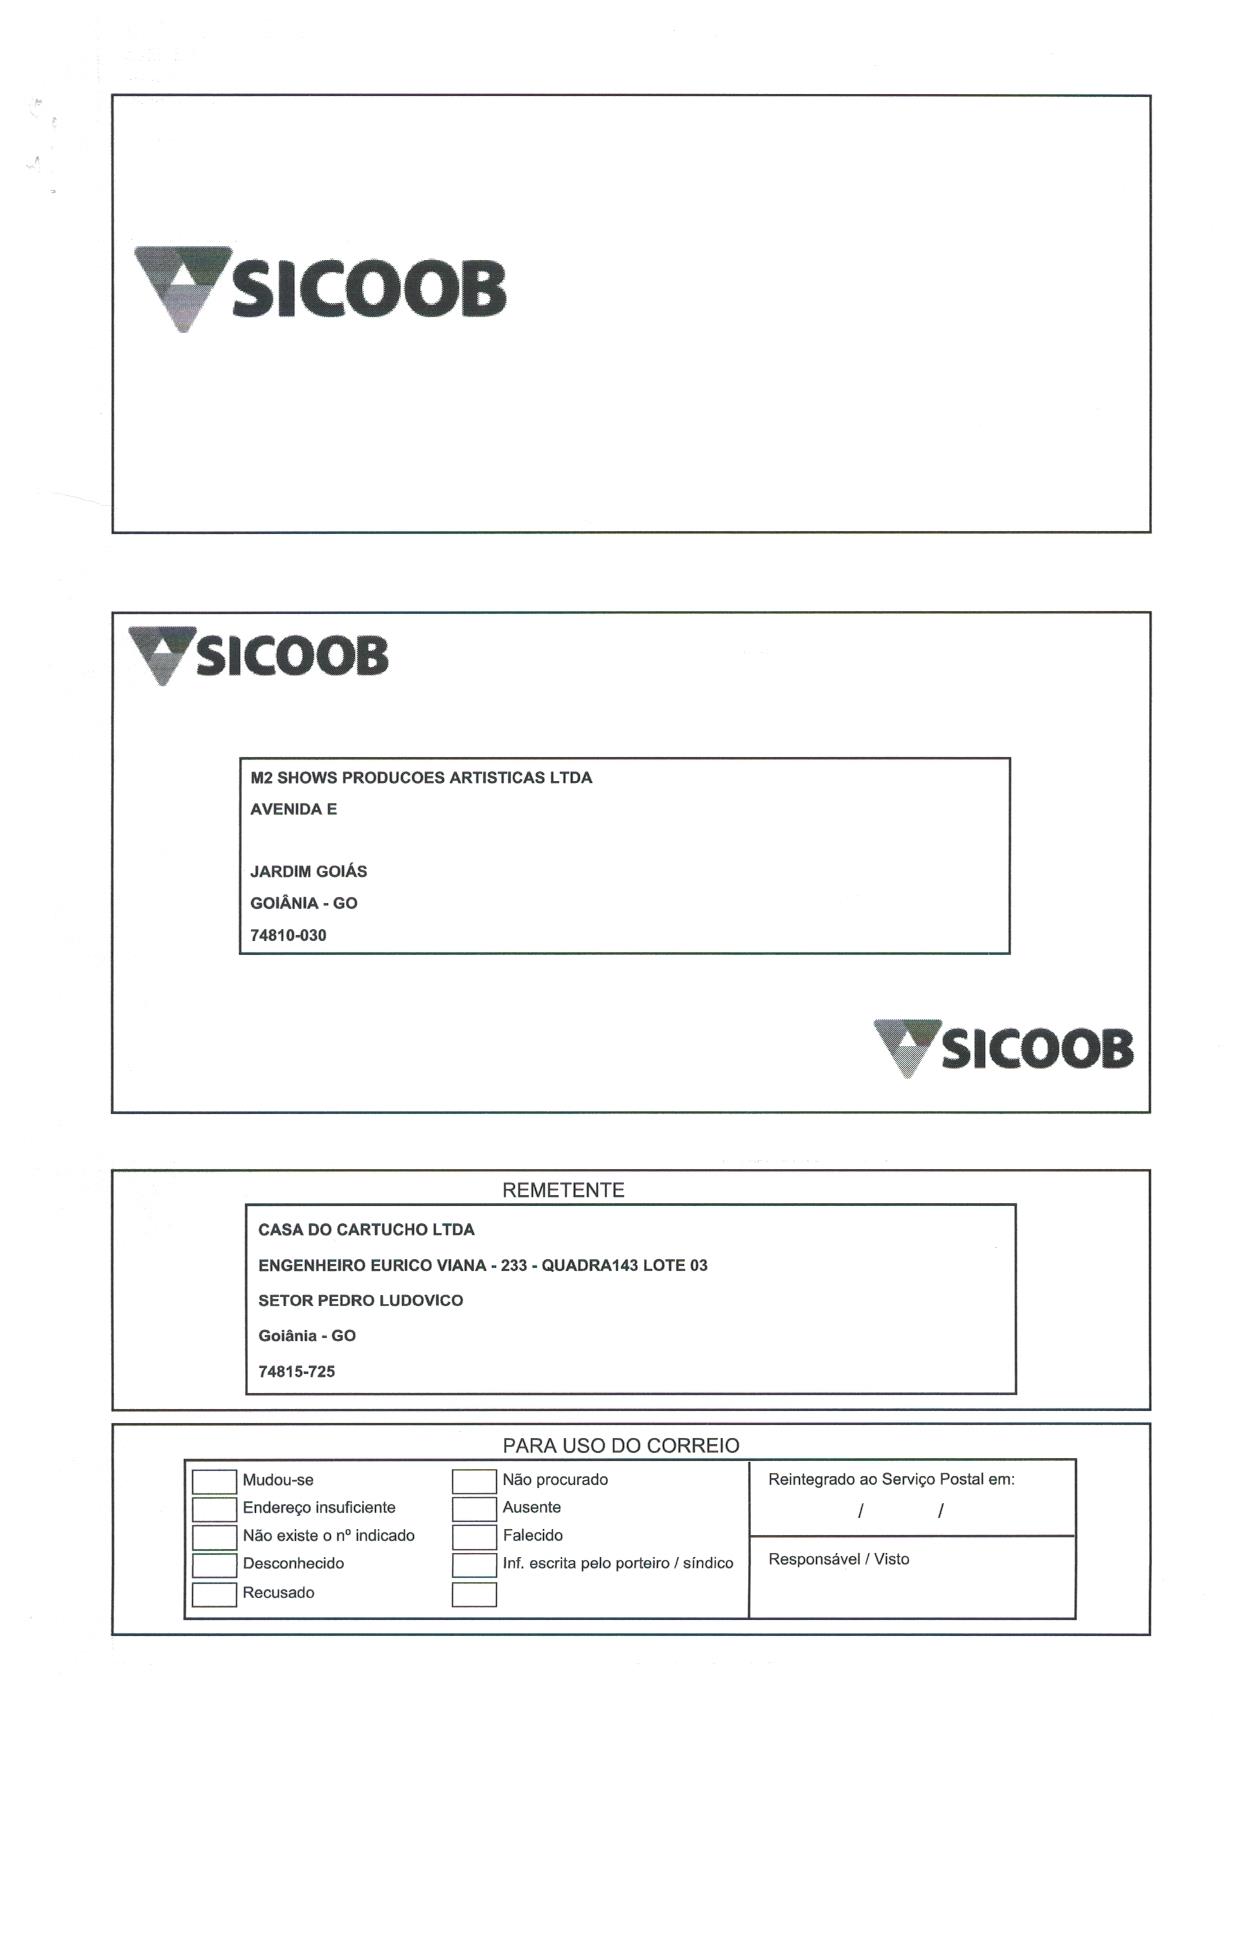 SICOOB
SICOOB
M2 SHOWS PRODUCOES ARTISTICAS LTDA
AVENIDA E
JARDIM GOIÁS
GOIÂNIA - GO
74810-030
SICOOB
REMETENTE
CASA DO CARTUCHO LTDA
ENGENHEIRO EURICO VIANA - 233 - QUADRA143 LOTE 03
SETOR PEDRO LUDOVICO
Goiânia - GO
74815-725
PARA USO DO CORREIO
Mudou-se
Endereço insuficiente
Não existe o nº indicado
Desconhecido
Recusado
Não procurado
Ausente
Falecido
Inf. escrita pelo porteiro / síndico
Reintegrado ao Serviço Postal em:
/ /
Responsável / Visto